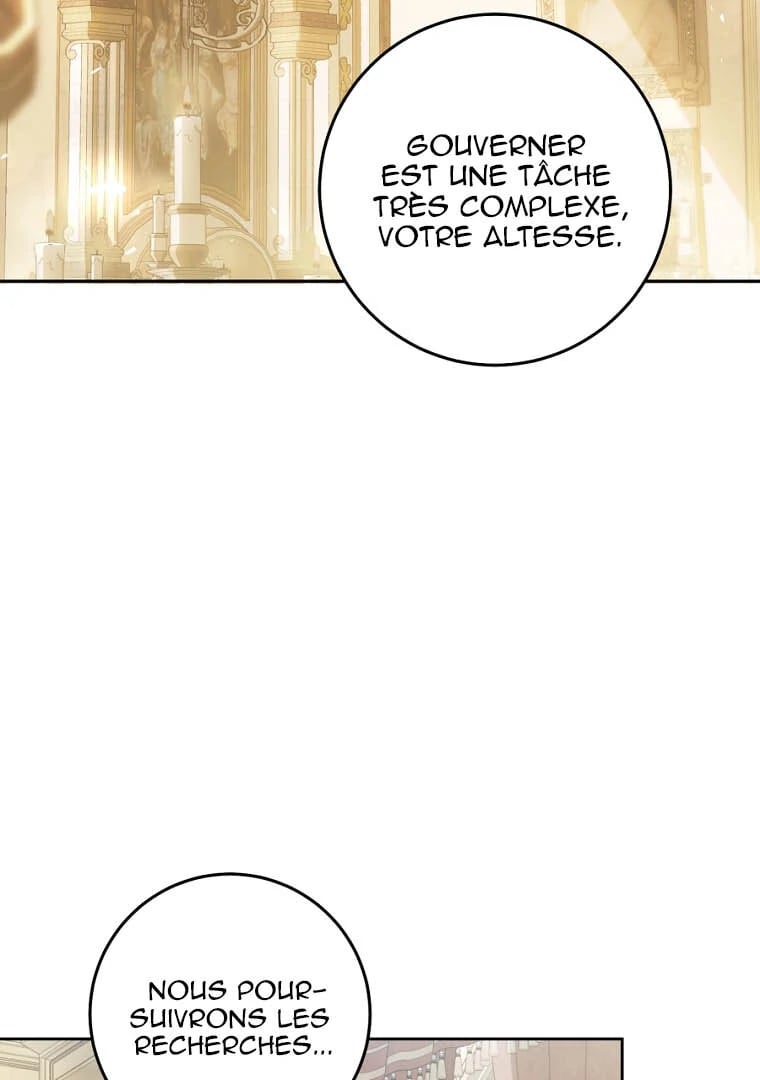 GOUVERNER
EST UNE TÂCHE
TRÈS COMPLEXE,
VOTRE ALTESSE.
NOUS POUR-
SUIVRONS LES
RECHERCHES...